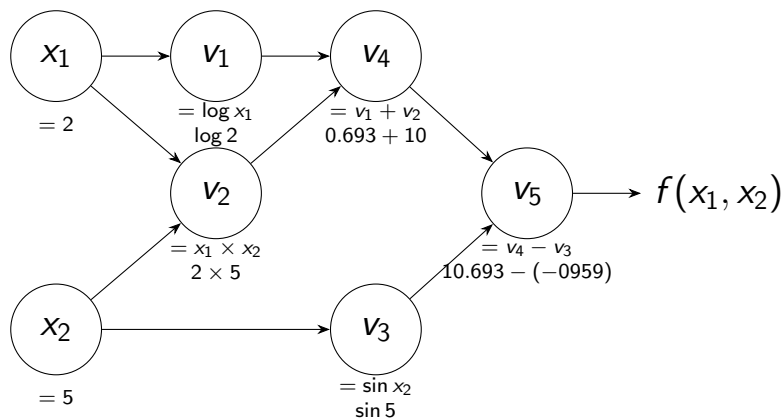 x₁
= 2
v₁
= log x₁
log 2
v₄
= v₁ + v₂
0.693 + 10
v₂
= x₁ × x₂
2 × 5
v₅
= v₄ − v₃
10.693 − (−0959)
f(x₁, x₂)
x₂
= 5
v₃
= sin x₂
sin 5